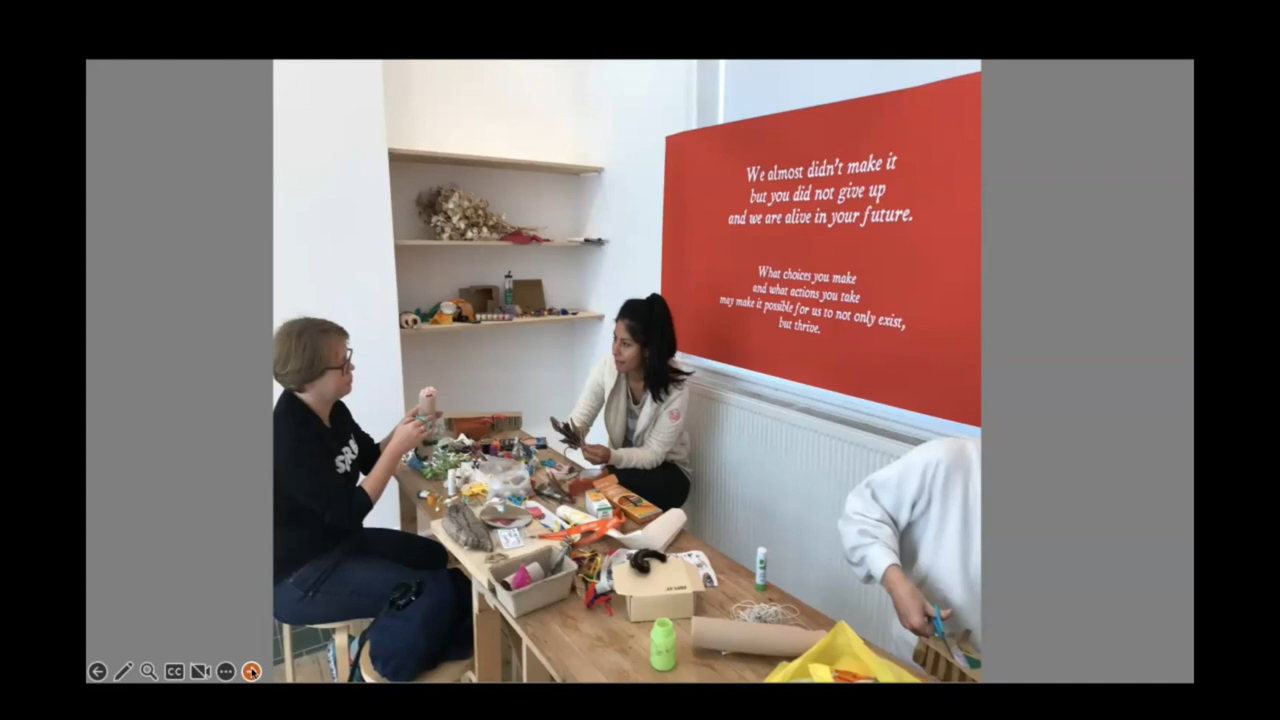 We almost didn't make it
but you did not give up
and we are alive in your future.
What choices you make
and what actions you take
may make it possible for us to not only exist,
but thrive.
CC